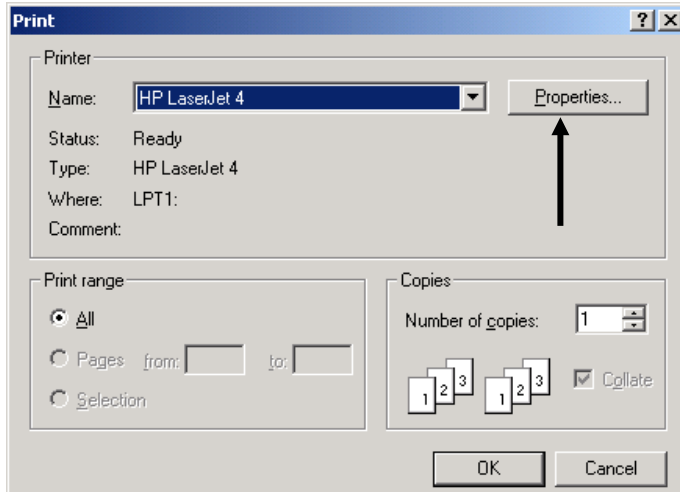 Print
Printer
Name: HP LaserJet 4 Properties...
Status: Ready
Type: HP LaserJet 4
Where: LPT1:
Comment:
Print range
All
Pages from: to:
Selection
Copies
Number of copies: 1
1 2 3 1 2 3 Collate
OK Cancel